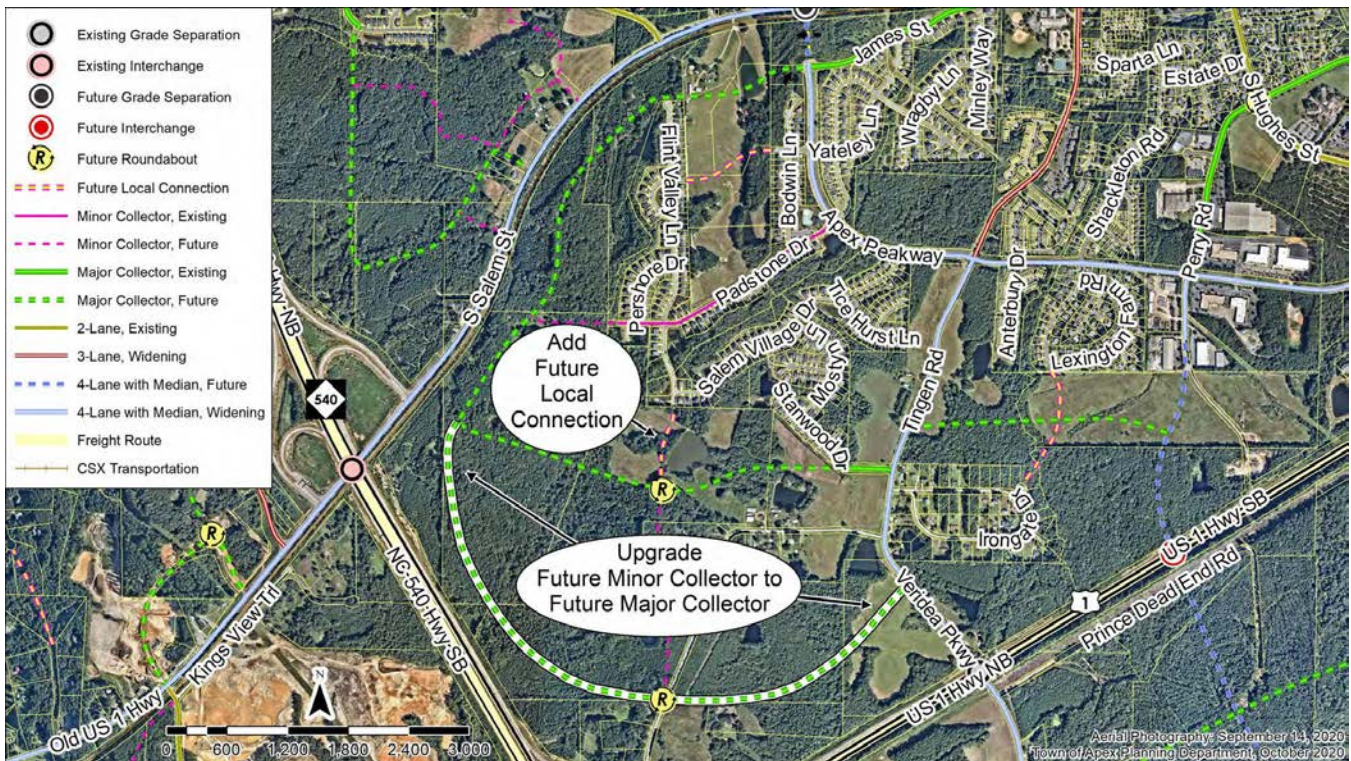 Existing Grade Separation
Existing Interchange
Future Grade Separation
Future Interchange
R
Future Roundabout
Future Local Connection
Minor Collector, Existing
Minor Collector, Future
Major Collector, Existing
Major Collector, Future
2-Lane, Existing
3-Lane, Widening
4-Lane with Median, Future
4-Lane with Median, Widening
Freight Route
CSX Transportation
James St
Sparta Ln
Estate Dr
S Hughes St
Wragby Ln
Minley Way
Yateley Ln
Bodwin Ln
Flint Valley Ln
Shackleton Rd
Perry Rd
S Salem St
Apex Peakway
Pershore Dr
Padstone Dr
Tice Hurst Ln
Anterbury Dr
Farm Rd
Lexington
Salem Village Dr
Mostyn Ln
Stanwood Dr
Tingen Rd
Add
Future
Local
Connection
Hwy-NB
540
R
Irongate Dr
US-1-Hwy-SB
Prince Dead End Rd
1
Upgrade
Future Minor Collector to
Future Major Collector
R
NC-540 Hwy-SB
Kings View Trl
Old US 1 Hwy
Veridea Pkwy
US-1-Hwy NB
R
N
0 600 1,200 1,800 2,400 3,000
Aerial Photography: September 14, 2020
Town of Apex Planning Department, October 2020